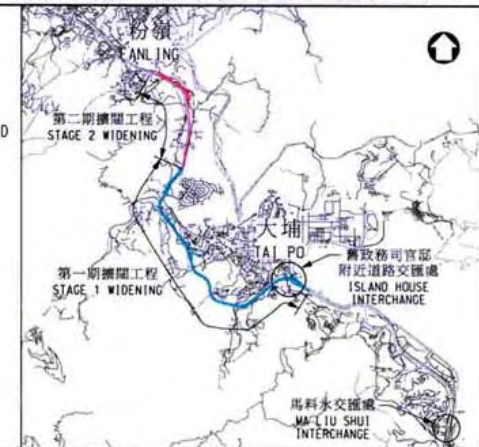 粉嶺
FANLING
D
第二期擴闊工程
STAGE 2 WIDENING
大埔
TAI PO
舊政務司官邸
附近道路交匯處
ISLAND HOUSE
INTERCHANGE
第一期擴闊工程
STAGE 1 WIDENING
馬料水交匯處
MA LIU SHUI
INTERCHANGE